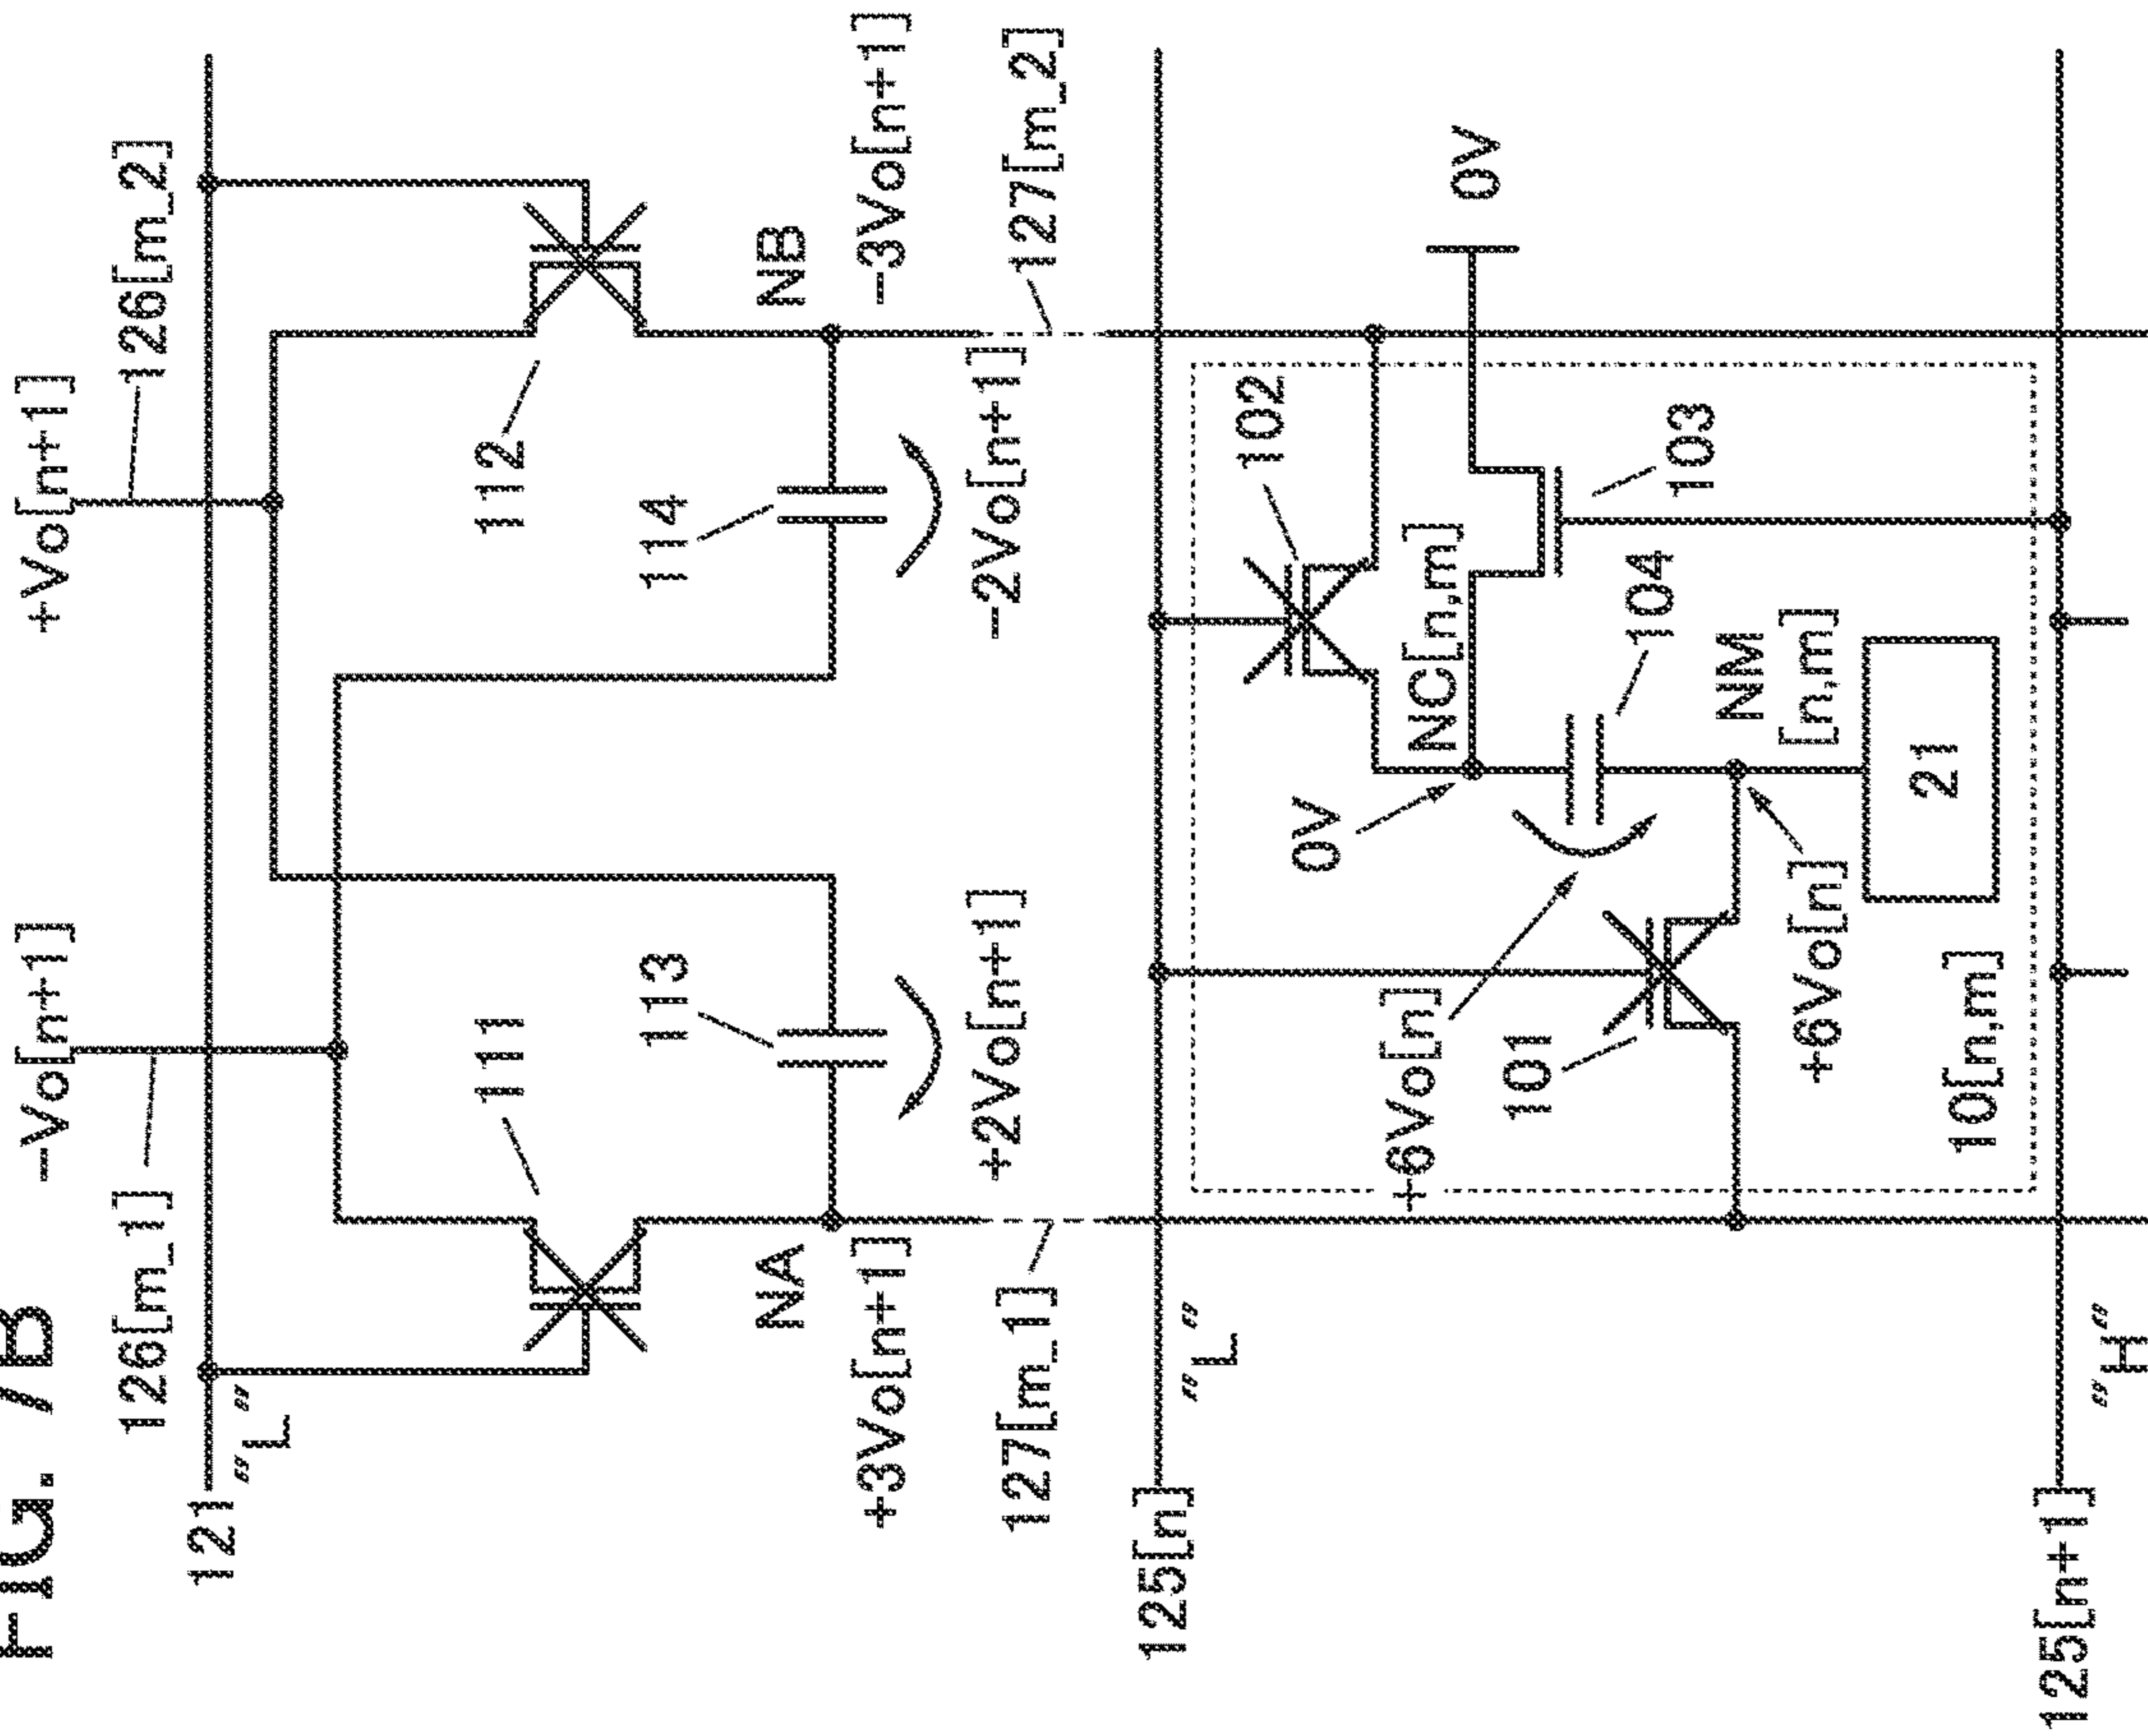 FIG. 7B
-Vo[n+1]
+Vo[n+1]
126[m_1]
126[m_2]
121
"L"
111
112
113
114
NA
NB
+3Vo[n+1]
-3Vo[n+1]
+2Vo[n+1]
-2Vo[n+1]
127[m_1]
127[m_2]
125[n]
"L"
102
0V
0V
NC[n,m]
+6Vo[n]
101
104
103
NM
[n,m]
+6Vo[n]
21
10[n,m]
125[n+1]
"H"